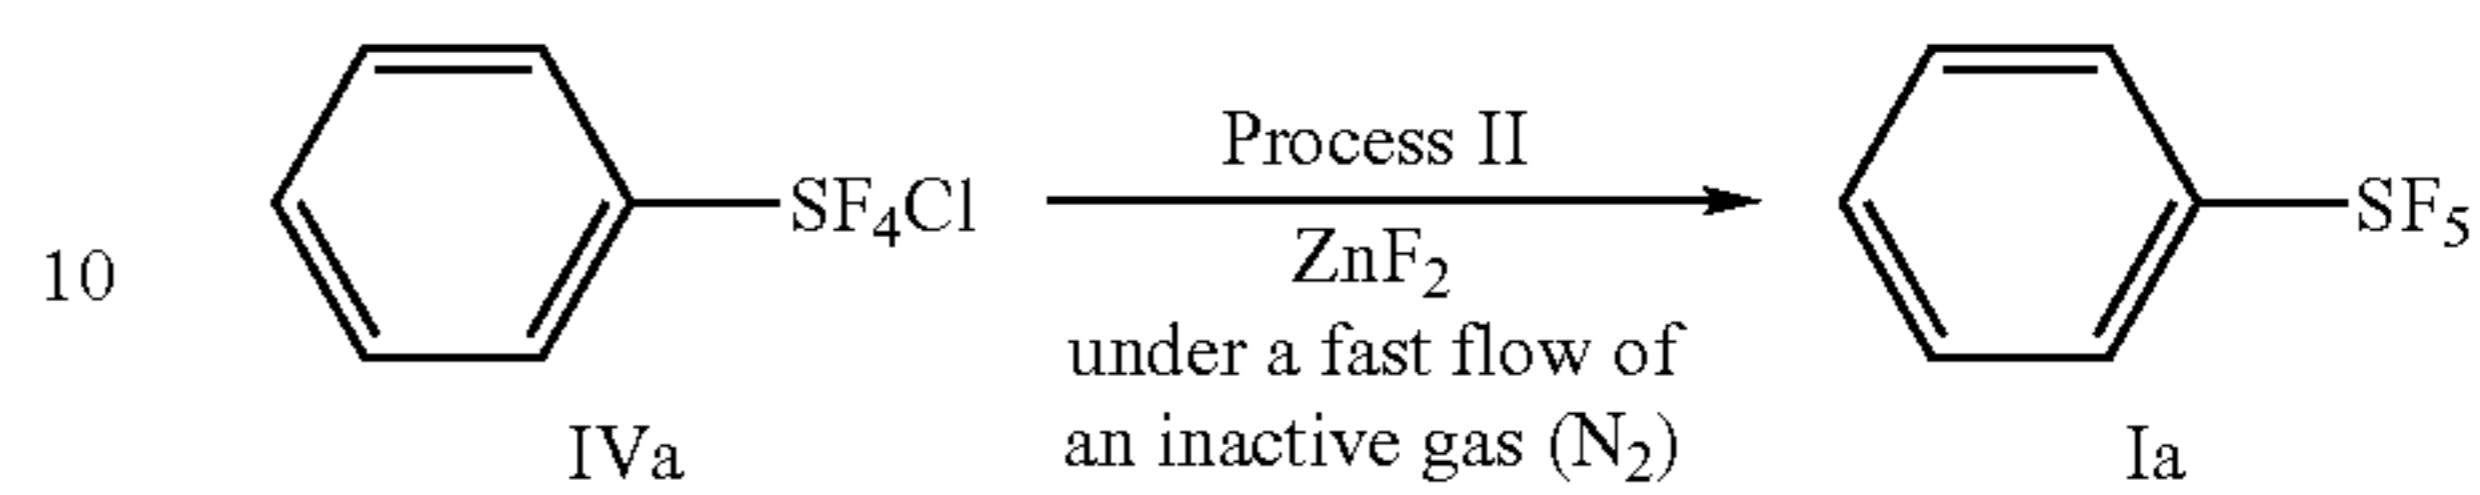 Process II
SF₄Cl
SF₅
ZnF₂
10
under a fast flow of
an inactive gas (N₂)
IVa
Ia